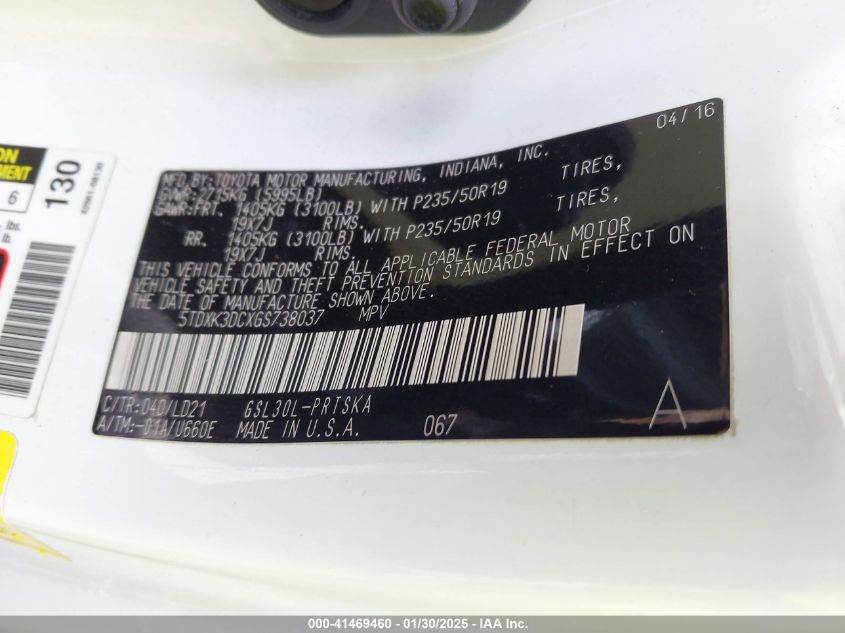 04/16
MFD.BY:TOYOTA MOTOR MANUFACTURING, INDIANA, INC.
GVWR:2715KG(5995LB)
GAWR:FRT. 1405KG (3100LB) WITH P235/50R19 TIRES,
19X7J RIMS.
RR. 1405KG (3100LB) WITH P235/50R19 TIRES,
19X7J RIMS.
THIS VEHICLE CONFORMS TO ALL APPLICABLE FEDERAL MOTOR
VEHICLE SAFETY AND THEFT PREVENTION STANDARDS IN EFFECT ON
THE DATE OF MANUFACTURE SHOWN ABOVE.
5TDXK3DCXGS738037 MPV
C/TR:040/LD21 GSL30L-PRTSKA
A/TM:-01A/U660E MADE IN U.S.A. 067
A
ON
MENT
6
lbs.
lb.
130
000-41469460 - 01/30/2025 - IAA Inc.